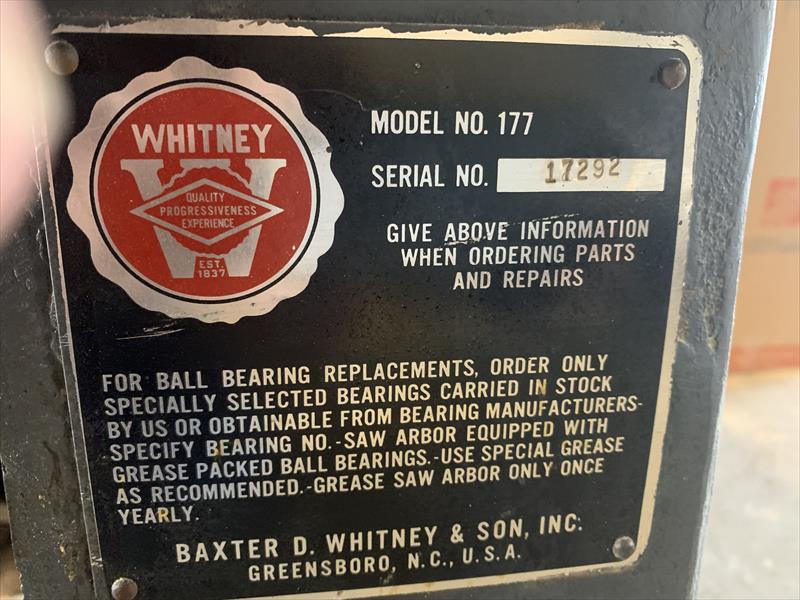 WHITNEY
QUALITY
PROGRESSIVENESS
EXPERIENCE
EST.
1837
MODEL NO. 177
SERIAL NO. 17292
GIVE ABOVE INFORMATION
WHEN ORDERING PARTS
AND REPAIRS
FOR BALL BEARING REPLACEMENTS, ORDER ONLY
SPECIALLY SELECTED BEARINGS CARRIED IN STOCK
BY US OR OBTAINABLE FROM BEARING MANUFACTURERS-
SPECIFY BEARING NO.-SAW ARBOR EQUIPPED WITH
GREASE PACKED BALL BEARINGS.-USE SPECIAL GREASE
AS RECOMMENDED.-GREASE SAW ARBOR ONLY ONCE
YEARLY.
BAXTER D. WHITNEY & SON, INC.
GREENSBORO, N.C., U.S.A.